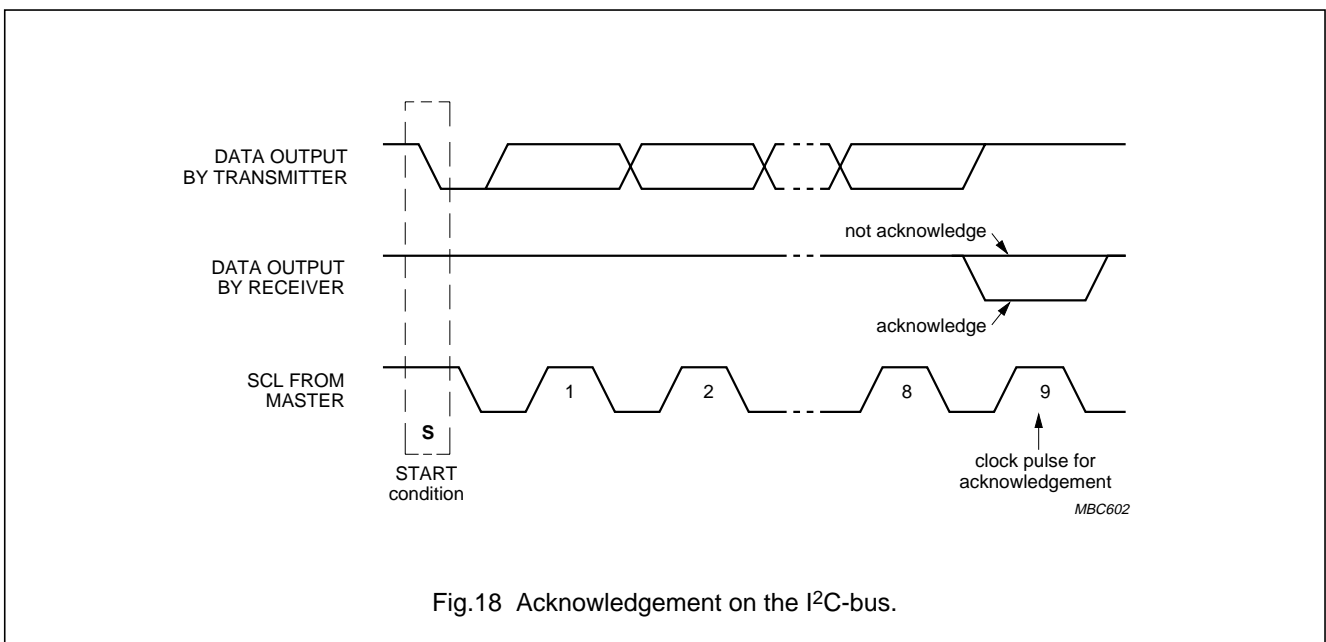 DATA OUTPUT
BY TRANSMITTER
not acknowledge
DATA OUTPUT
BY RECEIVER
acknowledge
SCL FROM
MASTER
1
2
8
9
S
START
condition
clock pulse for
acknowledgement
MBC602
Fig.18 Acknowledgement on the I²C-bus.